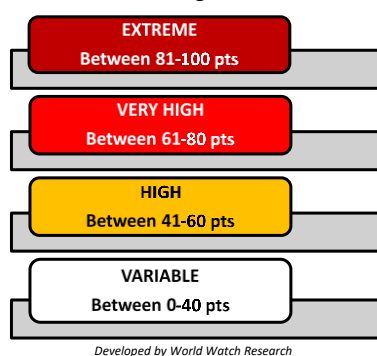 EXTREME
Between 81-100 pts
VERY HIGH
Between 61-80 pts
HIGH
Between 41-60 pts
VARIABLE
Between 0-40 pts
Developed by World Watch Research